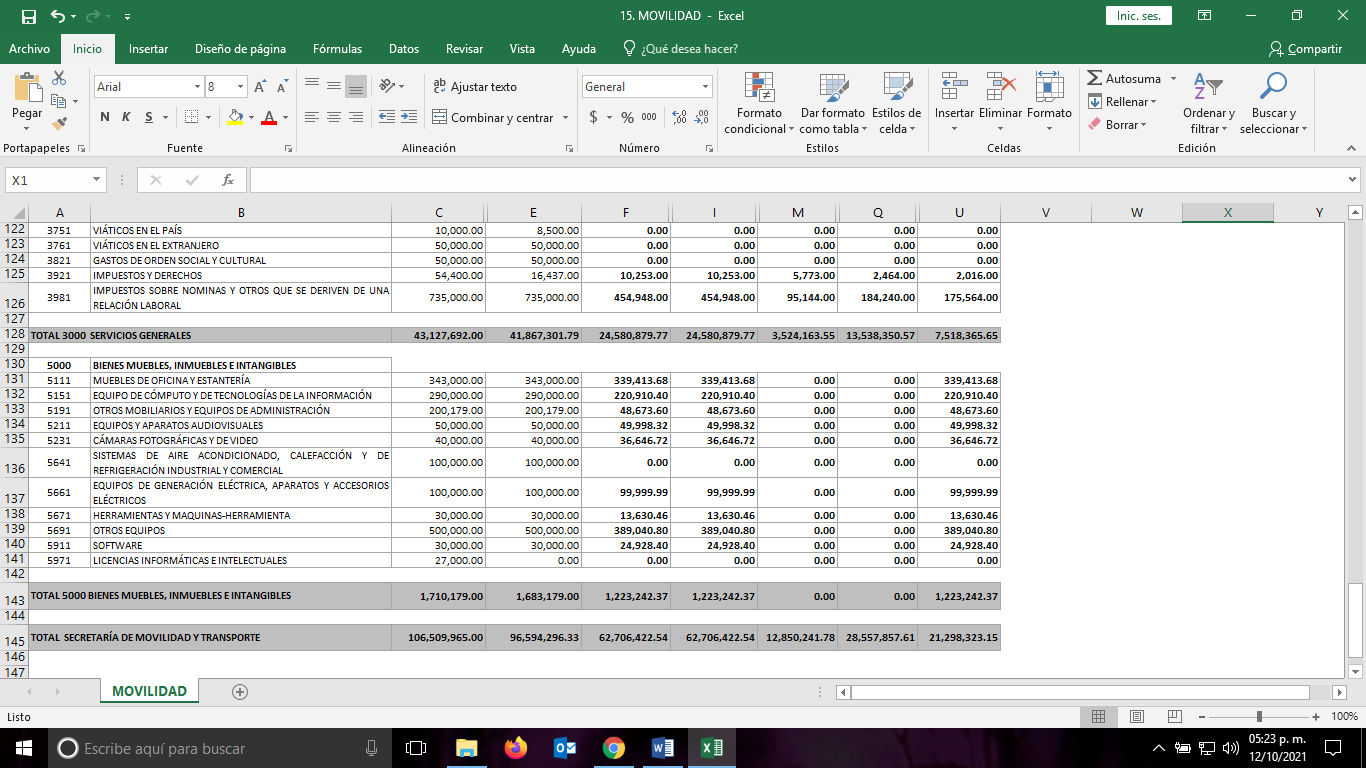 15. MOVILIDAD - Excel
Inic. ses.
Archivo Inicio Insertar Diseño de página Fórmulas Datos Revisar Vista Ayuda ¿Qué desea hacer? Compartir
Pegar
Arial 8
N K S
Ajustar texto
Combinar y centrar
General
$ % 000
Formato condicional
Dar formato como tabla
Estilos de celda
Insertar Eliminar Formato
Autosuma
Rellenar
Borrar
Ordenar y filtrar
Buscar y seleccionar
Portapapeles Fuente Alineación Número Estilos Celdas Edición
X1 fx
A B C E F I M Q U V W X Y
122 3751 VIÁTICOS EN EL PAÍS 10,000.00 8,500.00 0.00 0.00 0.00 0.00 0.00
123 3761 VIÁTICOS EN EL EXTRANJERO 50,000.00 50,000.00 0.00 0.00 0.00 0.00 0.00
124 3821 GASTOS DE ORDEN SOCIAL Y CULTURAL 50,000.00 50,000.00 0.00 0.00 0.00 0.00 0.00
125 3921 IMPUESTOS Y DERECHOS 54,400.00 16,437.00 10,253.00 10,253.00 5,773.00 2,464.00 2,016.00
126 3981 IMPUESTOS SOBRE NOMINAS Y OTROS QUE SE DERIVEN DE UNA RELACIÓN LABORAL 735,000.00 735,000.00 454,948.00 454,948.00 95,144.00 184,240.00 175,564.00
127
128 TOTAL 3000 SERVICIOS GENERALES 43,127,692.00 41,867,301.79 24,580,879.77 24,580,879.77 3,524,163.55 13,538,350.57 7,518,365.65
129
130 5000 BIENES MUEBLES, INMUEBLES E INTANGIBLES
131 5111 MUEBLES DE OFICINA Y ESTANTERÍA 343,000.00 343,000.00 339,413.68 339,413.68 0.00 0.00 339,413.68
132 5151 EQUIPO DE CÓMPUTO Y DE TECNOLOGÍAS DE LA INFORMACIÓN 290,000.00 290,000.00 220,910.40 220,910.40 0.00 0.00 220,910.40
133 5191 OTROS MOBILIARIOS Y EQUIPOS DE ADMINISTRACIÓN 200,179.00 200,179.00 48,673.60 48,673.60 0.00 0.00 48,673.60
134 5211 EQUIPOS Y APARATOS AUDIOVISUALES 50,000.00 50,000.00 49,998.32 49,998.32 0.00 0.00 49,998.32
135 5231 CÁMARAS FOTOGRÁFICAS Y DE VIDEO 40,000.00 40,000.00 36,646.72 36,646.72 0.00 0.00 36,646.72
136 5641 SISTEMAS DE AIRE ACONDICIONADO, CALEFACCIÓN Y DE REFRIGERACIÓN INDUSTRIAL Y COMERCIAL 100,000.00 100,000.00 0.00 0.00 0.00 0.00 0.00
137 5661 EQUIPOS DE GENERACIÓN ELÉCTRICA, APARATOS Y ACCESORIOS ELÉCTRICOS 100,000.00 100,000.00 99,999.99 99,999.99 0.00 0.00 99,999.99
138 5671 HERRAMIENTAS Y MAQUINAS-HERRAMIENTA 30,000.00 30,000.00 13,630.46 13,630.46 0.00 0.00 13,630.46
139 5691 OTROS EQUIPOS 500,000.00 500,000.00 389,040.80 389,040.80 0.00 0.00 389,040.80
140 5911 SOFTWARE 30,000.00 30,000.00 24,928.40 24,928.40 0.00 0.00 24,928.40
141 5971 LICENCIAS INFORMÁTICAS E INTELECTUALES 27,000.00 0.00 0.00 0.00 0.00 0.00 0.00
142
143 TOTAL 5000 BIENES MUEBLES, INMUEBLES E INTANGIBLES 1,710,179.00 1,683,179.00 1,223,242.37 1,223,242.37 0.00 0.00 1,223,242.37
144
145 TOTAL SECRETARÍA DE MOVILIDAD Y TRANSPORTE 106,509,965.00 96,594,296.33 62,706,422.54 62,706,422.54 12,850,241.78 28,557,857.61 21,298,323.15
146
147
MOVILIDAD
Listo 100%
Escribe aquí para buscar
05:23 p. m.
12/10/2021